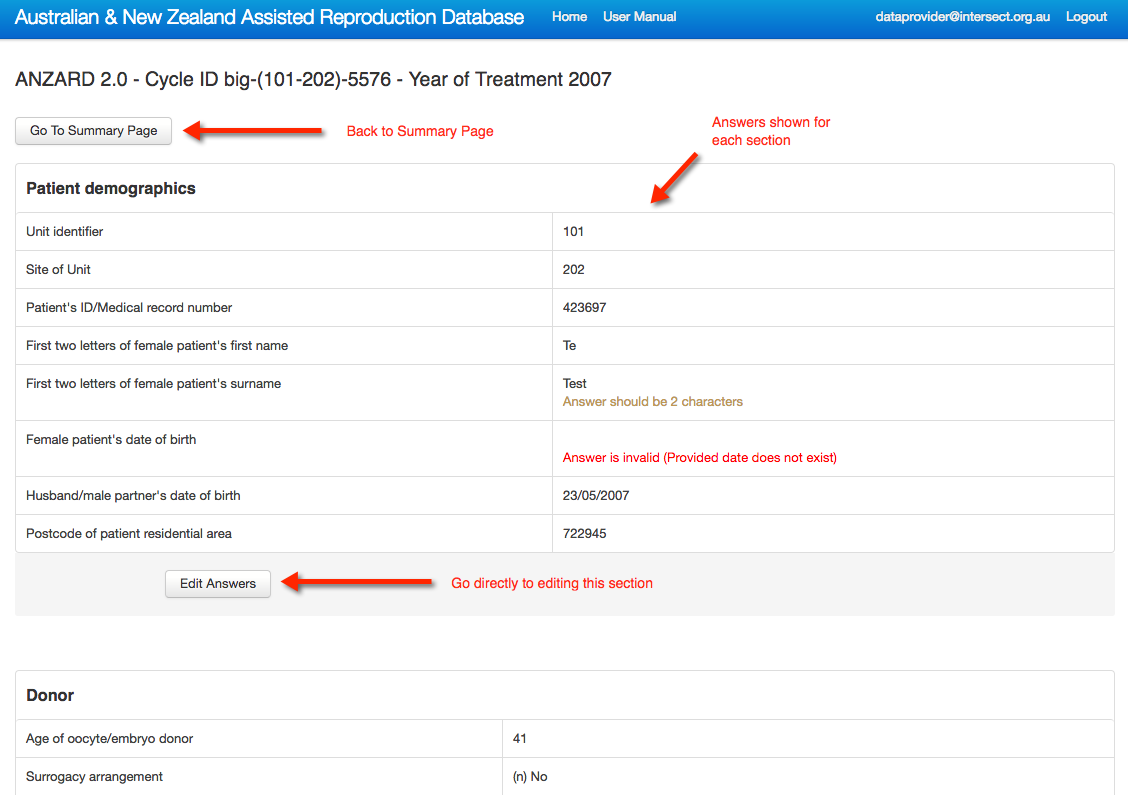 Australian & New Zealand Assisted Reproduction Database Home User Manual dataprovider@intersect.org.au Logout
ANZARD 2.0 - Cycle ID big-(101-202)-5576 - Year of Treatment 2007
Go To Summary Page Back to Summary Page
Answers shown for
each section
Patient demographics
Unit identifier 101
Site of Unit 202
Patient's ID/Medical record number 423697
First two letters of female patient's first name Te
First two letters of female patient's surname Test
Answer should be 2 characters
Female patient's date of birth
Answer is invalid (Provided date does not exist)
Husband/male partner's date of birth 23/05/2007
Postcode of patient residential area 722945
Edit Answers Go directly to editing this section
Donor
Age of oocyte/embryo donor 41
Surrogacy arrangement (n) No